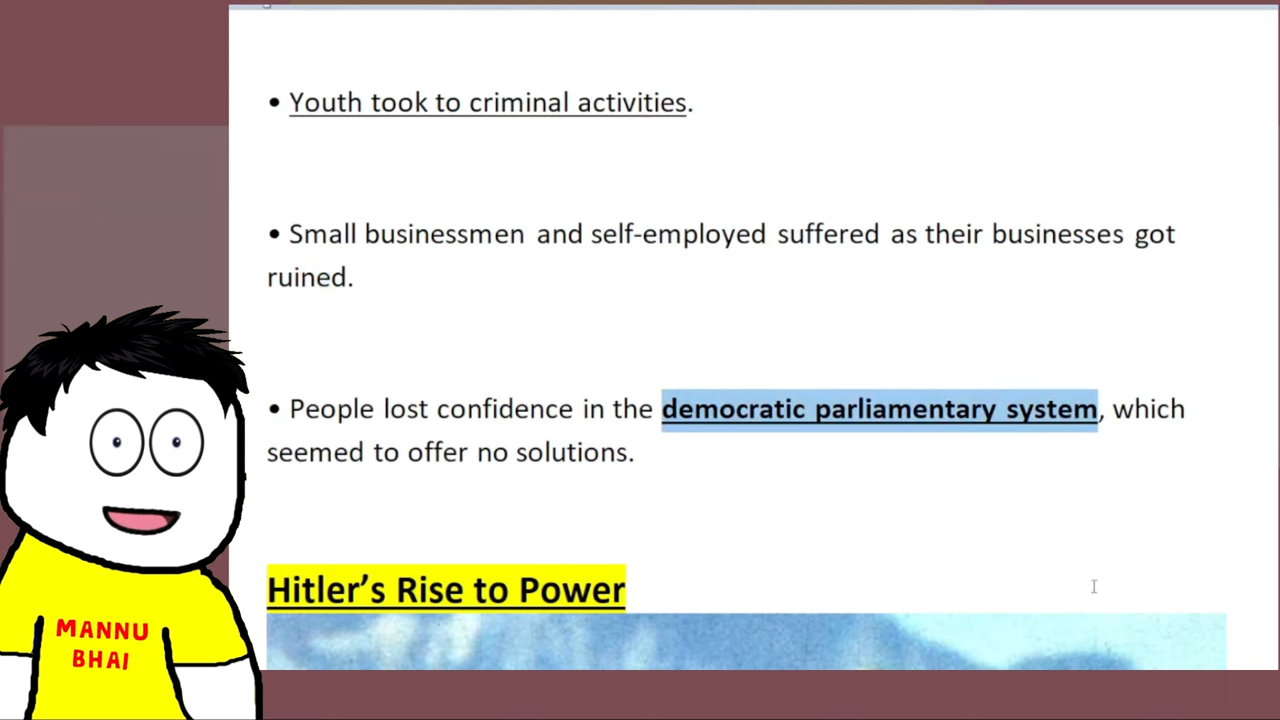 • Youth took to criminal activities.
• Small businessmen and self-employed suffered as their businesses got
ruined.
• People lost confidence in the democratic parliamentary system, which
seemed to offer no solutions.
Hitler’s Rise to Power
MANNU
BHAI